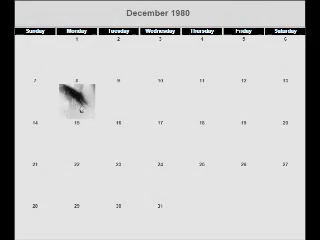 December 1980
Sunday Monday Tuesday Wednesday Thursday Friday Saturday
1 2 3 4 5 6
7 8 9 10 11 12 13
14 15 16 17 18 19 20
21 22 23 24 25 26 27
28 29 30 31